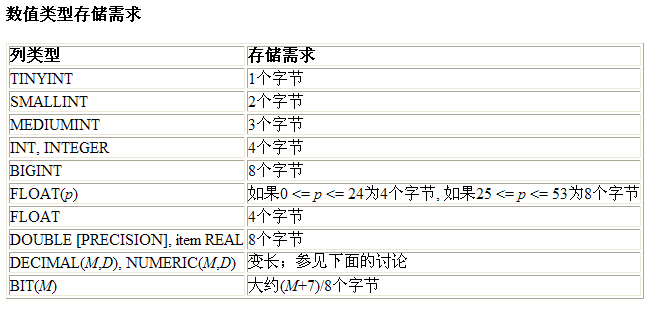 数值类型存储需求
列类型 存储需求
TINYINT 1个字节
SMALLINT 2个字节
MEDIUMINT 3个字节
INT, INTEGER 4个字节
BIGINT 8个字节
FLOAT(p) 如果0 <= p <= 24为4个字节, 如果25 <= p <= 53为8个字节
FLOAT 4个字节
DOUBLE [PRECISION], item REAL 8个字节
DECIMAL(M,D), NUMERIC(M,D) 变长；参见下面的讨论
BIT(M) 大约(M+7)/8个字节